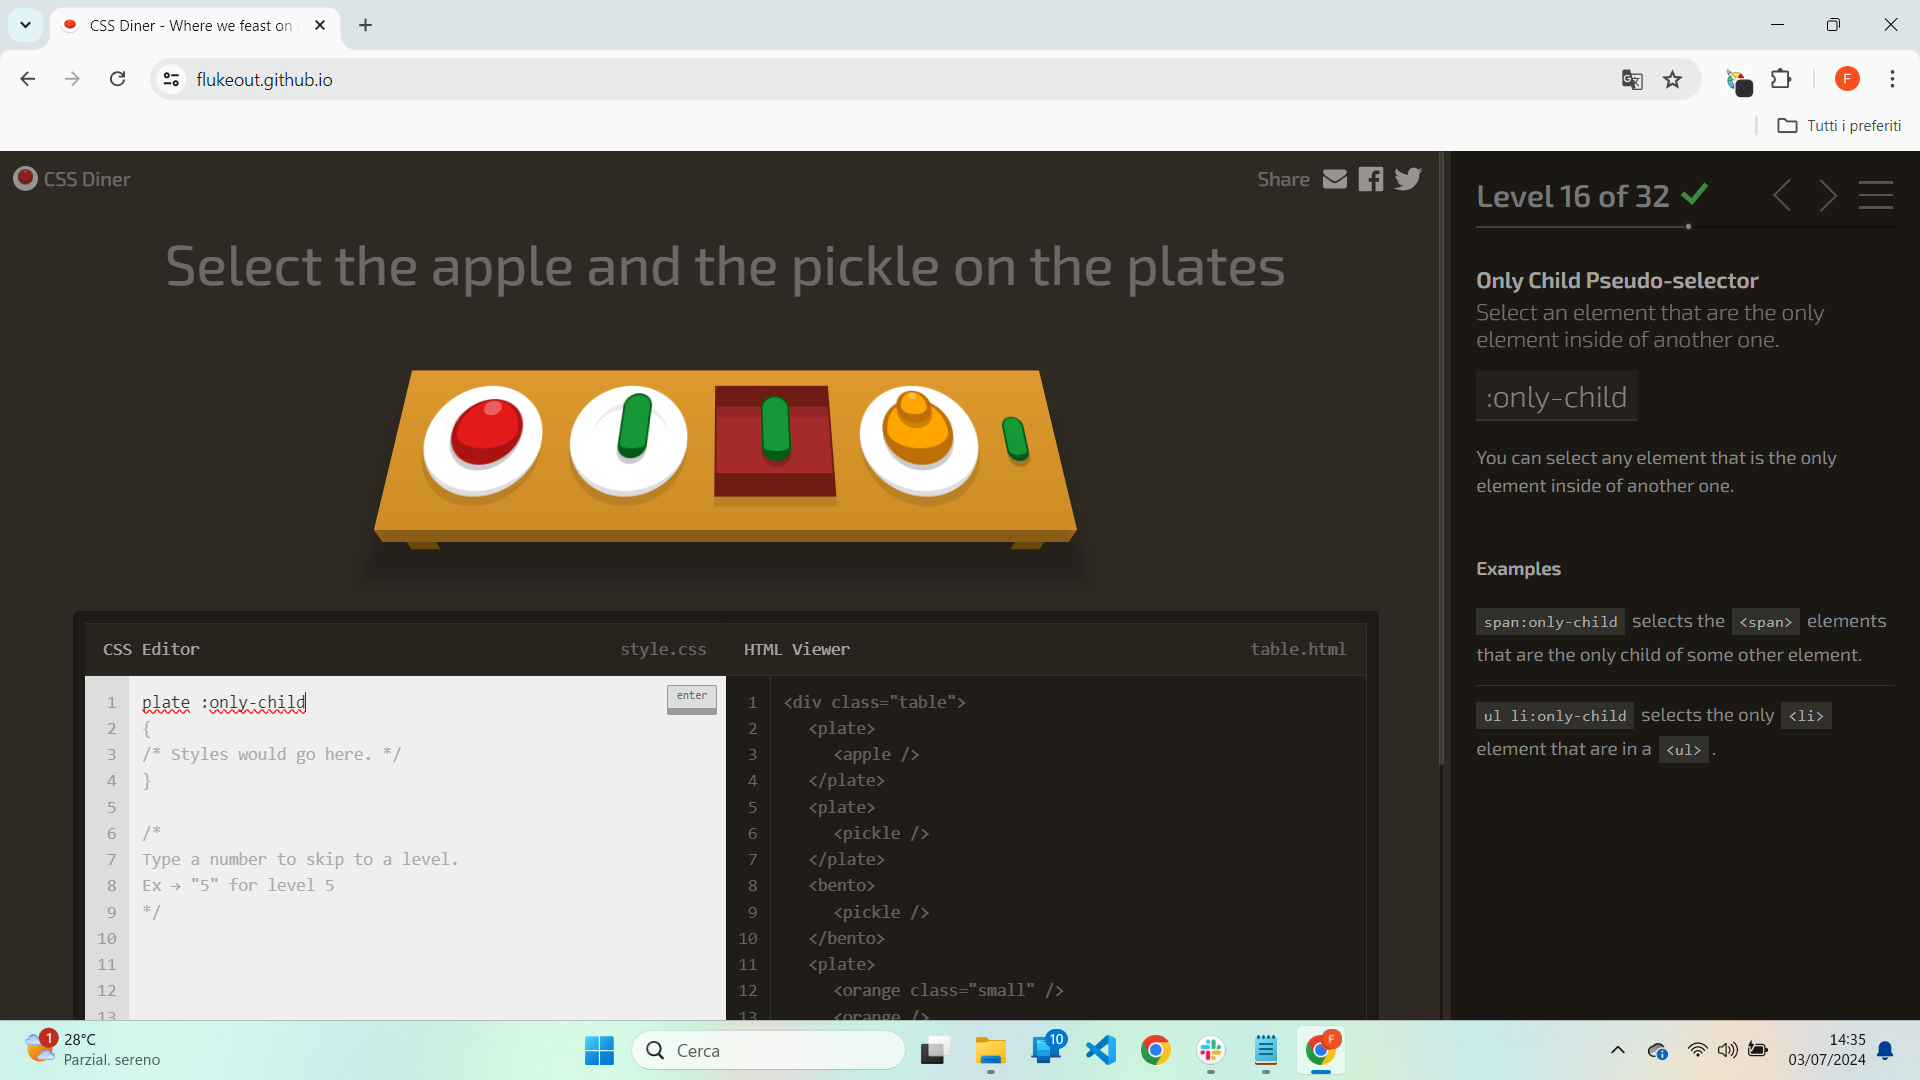 CSS Diner - Where we feast on
flukeout.github.io
F
Tutti i preferiti
CSS Diner
Share
Select the apple and the pickle on the plates
CSS Editor
style.css
1 plate :only-child
enter
2 {
3 /* Styles would go here. */
4 }
5
6 /*
7 Type a number to skip to a level.
8 Ex → "5" for level 5
9 */
10
11
12
13
HTML Viewer
table.html
1 <div class="table">
2 <plate>
3 <apple />
4 </plate>
5 <plate>
6 <pickle />
7 </plate>
8 <bento>
9 <pickle />
10 </bento>
11 <plate>
12 <orange class="small" />
13 <orange />
Level 16 of 32
Only Child Pseudo-selector
Select an element that are the only
element inside of another one.
:only-child
You can select any element that is the only
element inside of another one.
Examples
span:only-child selects the <span> elements
that are the only child of some other element.
ul li:only-child selects the only <li>
element that are in a <ul> .
1
28°C
Parzial. sereno
Cerca
10
F
14:35
03/07/2024